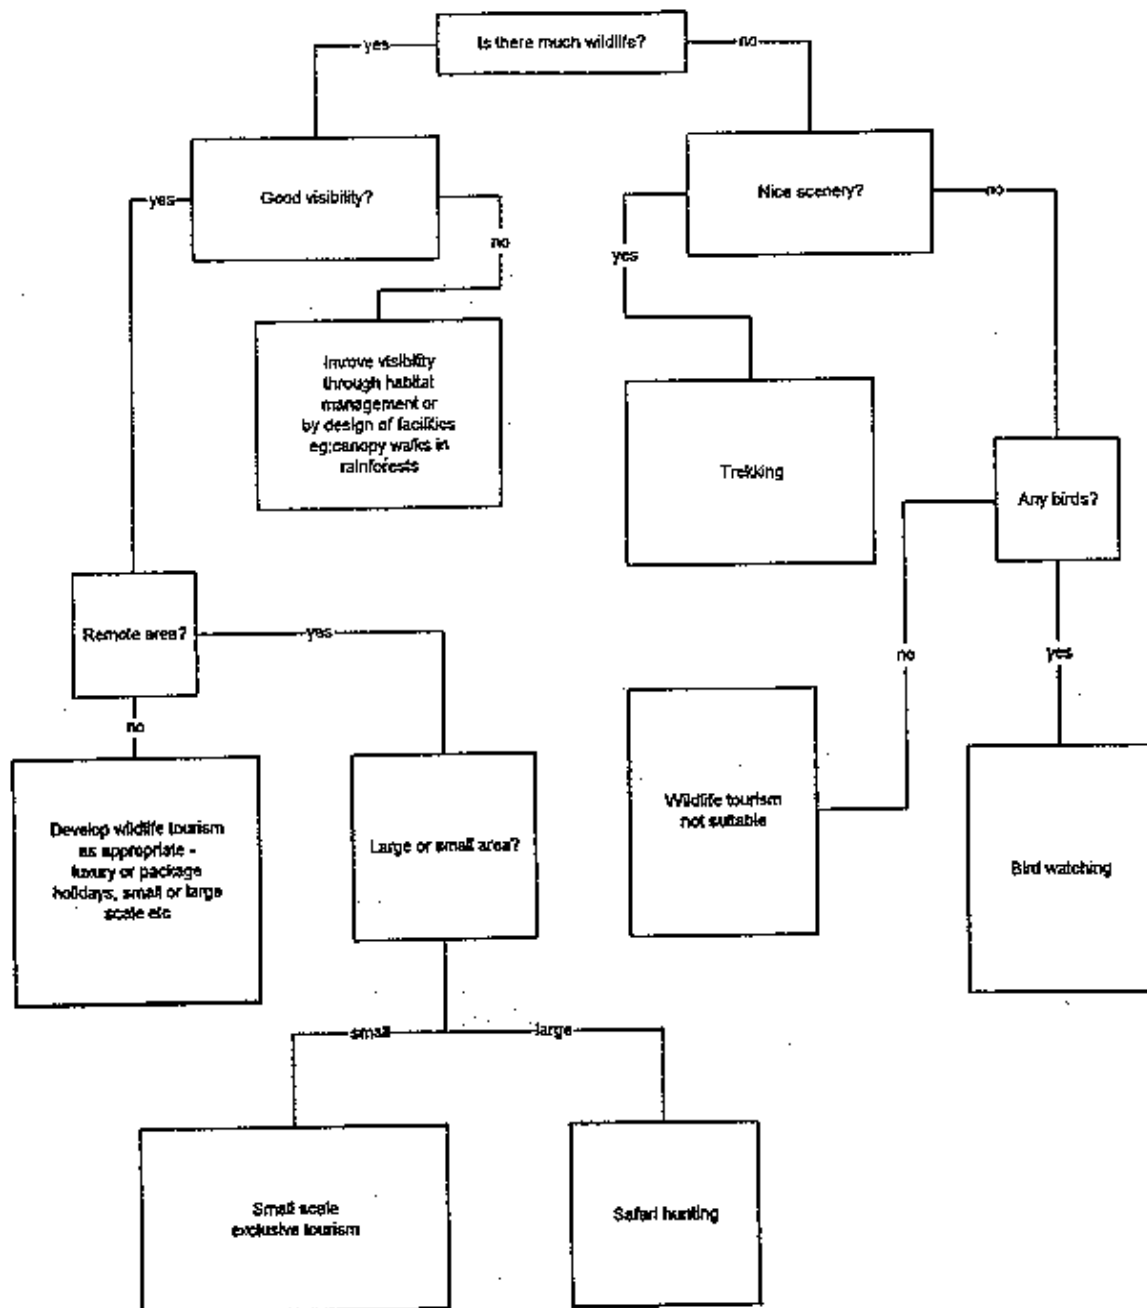 Is there much wildlife?
yes
no
Good visibility?
Nice scenery?
yes
no
no
yes
Imrove visibility
through habitat
management or
by design of facilities
eg;canopy walks in
rainforests
Trekking
Any birds?
Remote area?
yes
no
yes
no
Develop wildlife tourism
as appropriate -
luxury or package
holidays, small or large
scale etc
Large or small area?
Wildlife tourism
not suitable
Bird watching
small
large
Small scale
exclusive tourism
Safari hunting